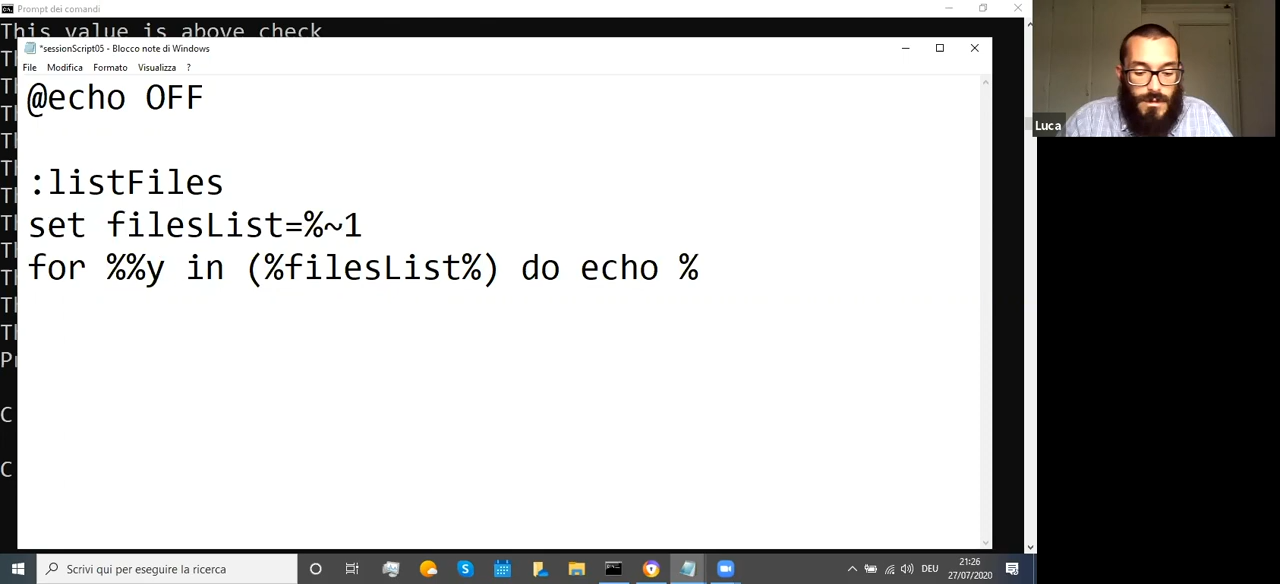 Prompt dei comandi
This value is above check
*sessionScript05 - Blocco note di Windows
File Modifica Formato Visualizza ?
@echo OFF
:listFiles
set filesList=%~1
for %%y in (%filesList%) do echo %
Luca
C
C
Scrivi qui per eseguire la ricerca
DEU
21:26
27/07/2020